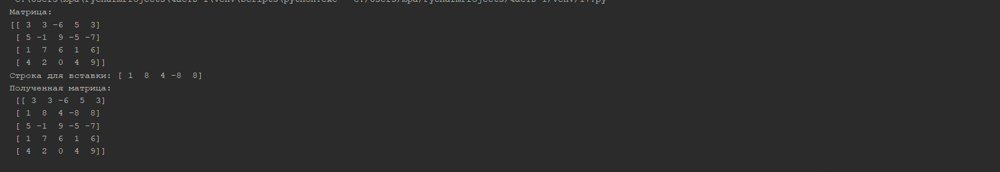 Матрица:
[[ 3  3 -6  5  3]
 [ 5 -1  9 -5 -7]
 [ 1  7  6  1  6]
 [ 4  2  0  4  9]]
Строка для вставки: [ 1  8  4 -8  8]
Полученная матрица:
 [[ 3  3 -6  5  3]
 [ 1  8  4 -8  8]
 [ 5 -1  9 -5 -7]
 [ 1  7  6  1  6]
 [ 4  2  0  4  9]]